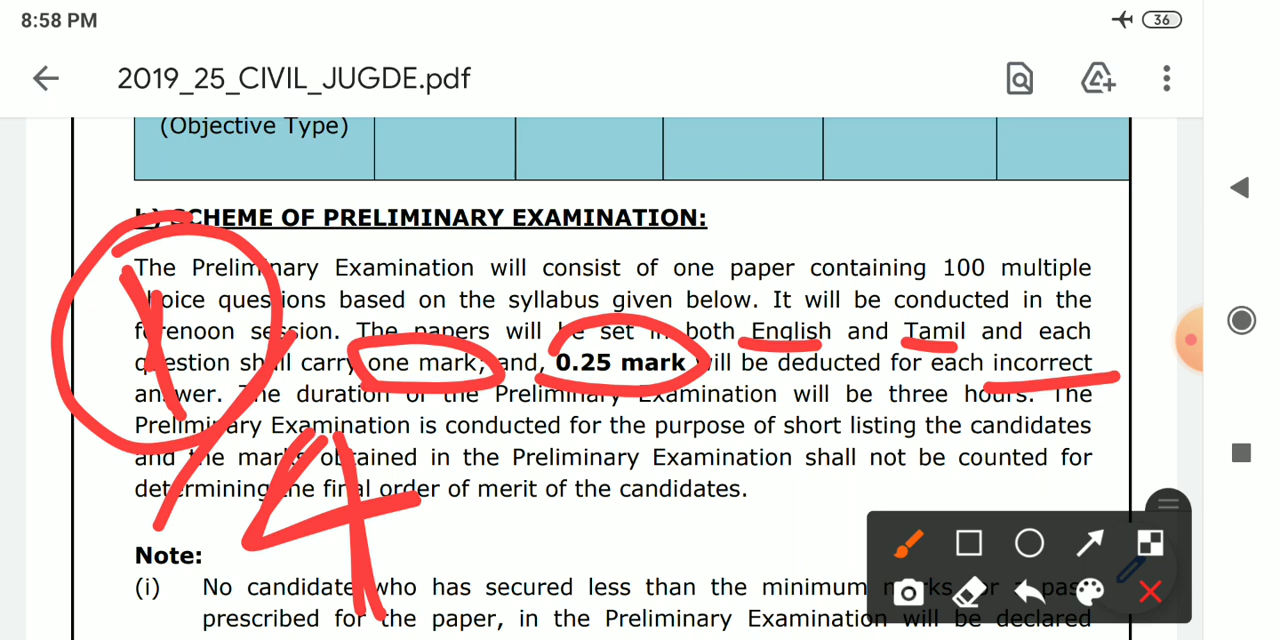 8:58 PM
36
2019_25_CIVIL_JUGDE.pdf
(Objective Type)
b) SCHEME OF PRELIMINARY EXAMINATION:
The Preliminary Examination will consist of one paper containing 100 multiple
choice questions based on the syllabus given below. It will be conducted in the
forenoon session. The papers will be set in both English and Tamil and each
question shall carry one mark, and, 0.25 mark will be deducted for each incorrect
answer. The duration of the Preliminary Examination will be three hours. The
Preliminary Examination is conducted for the purpose of short listing the candidates
and the marks obtained in the Preliminary Examination shall not be counted for
determining the final order of merit of the candidates.
1/4
Note:
(i) No candidate who has secured less than the minimum marks for a pass
prescribed for the paper, in the Preliminary Examination will be declared